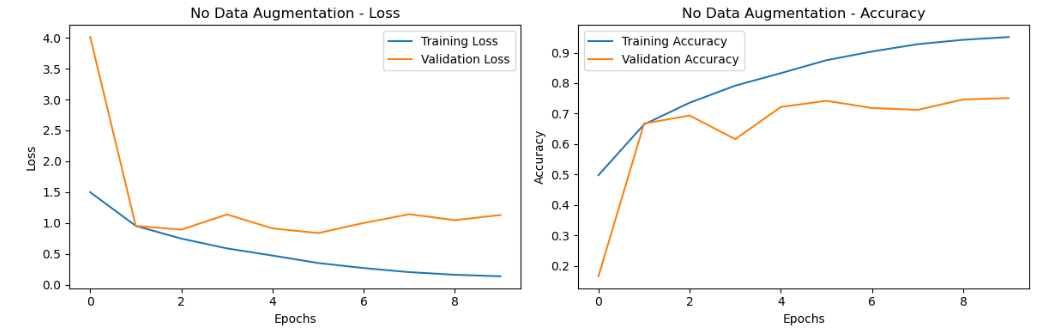 No Data Augmentation - Loss
Training Loss
Validation Loss
Loss
4.0
3.5
3.0
2.5
2.0
1.5
1.0
0.5
0.0
0 2 4 6 8
Epochs
No Data Augmentation - Accuracy
Training Accuracy
Validation Accuracy
Accuracy
0.9
0.8
0.7
0.6
0.5
0.4
0.3
0.2
0 2 4 6 8
Epochs